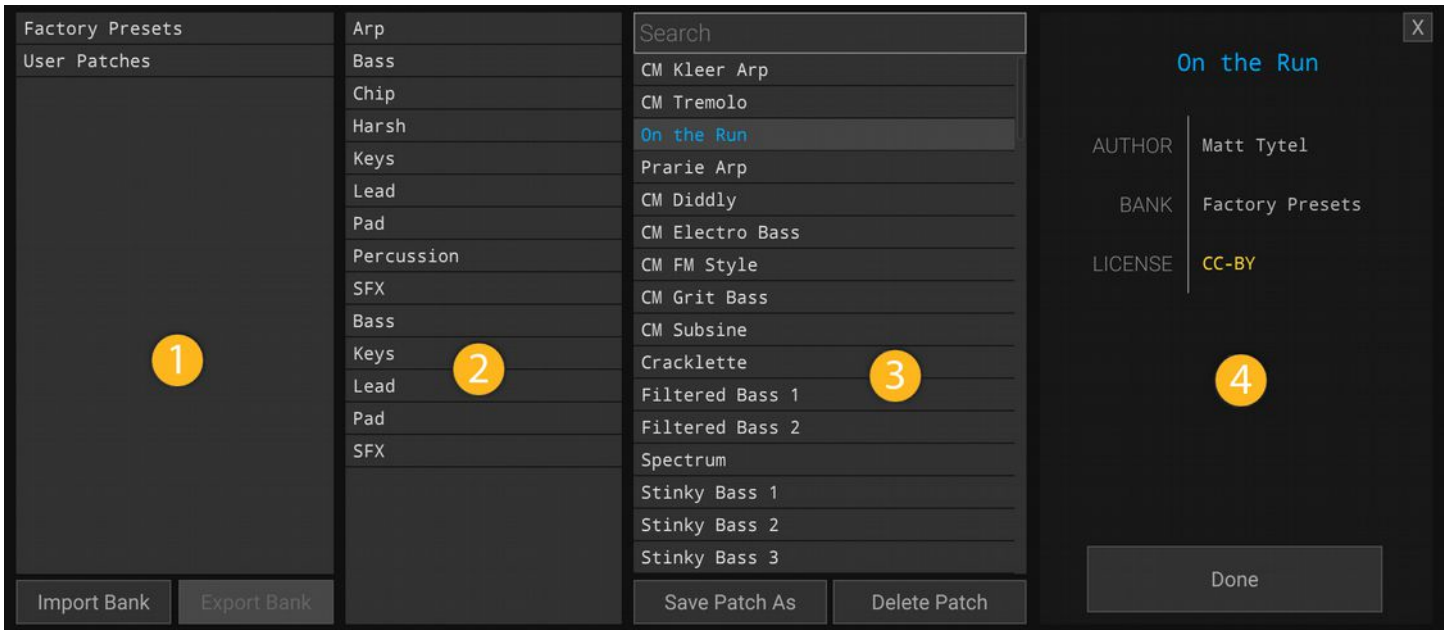 Factory Presets
User Patches
1
Import Bank
Export Bank
Arp
Bass
Chip
Harsh
Keys
Lead
Pad
Percussion
SFX
Bass
Keys
Lead
Pad
SFX
2
Search
CM Kleer Arp
CM Tremolo
On the Run
Prarie Arp
CM Diddly
CM Electro Bass
CM FM Style
CM Grit Bass
CM Subsine
Cracklette
Filtered Bass 1
Filtered Bass 2
Spectrum
Stinky Bass 1
Stinky Bass 2
Stinky Bass 3
3
Save Patch As
Delete Patch
X
On the Run
AUTHOR Matt Tytel
BANK Factory Presets
LICENSE CC-BY
4
Done